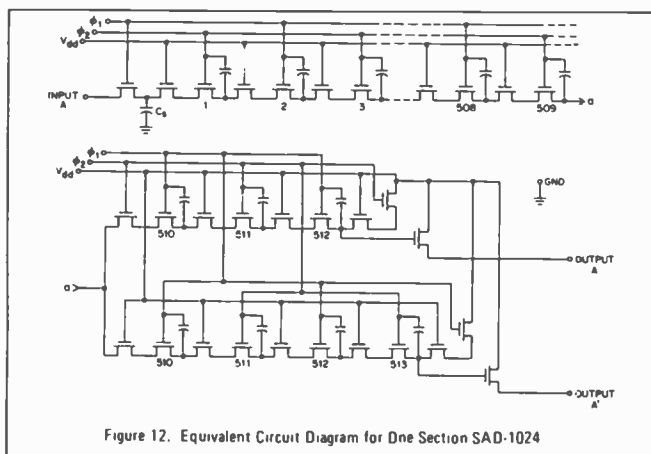 ϕ1
ϕ2
Vdd
INPUT A
Cs
1
2
3
508
509
a
ϕ1
ϕ2
Vdd
GND
510
511
512
OUTPUT A
a
510
511
512
513
OUTPUT A'
Figure 12. Equivalent Circuit Diagram for One Section SAD-1024